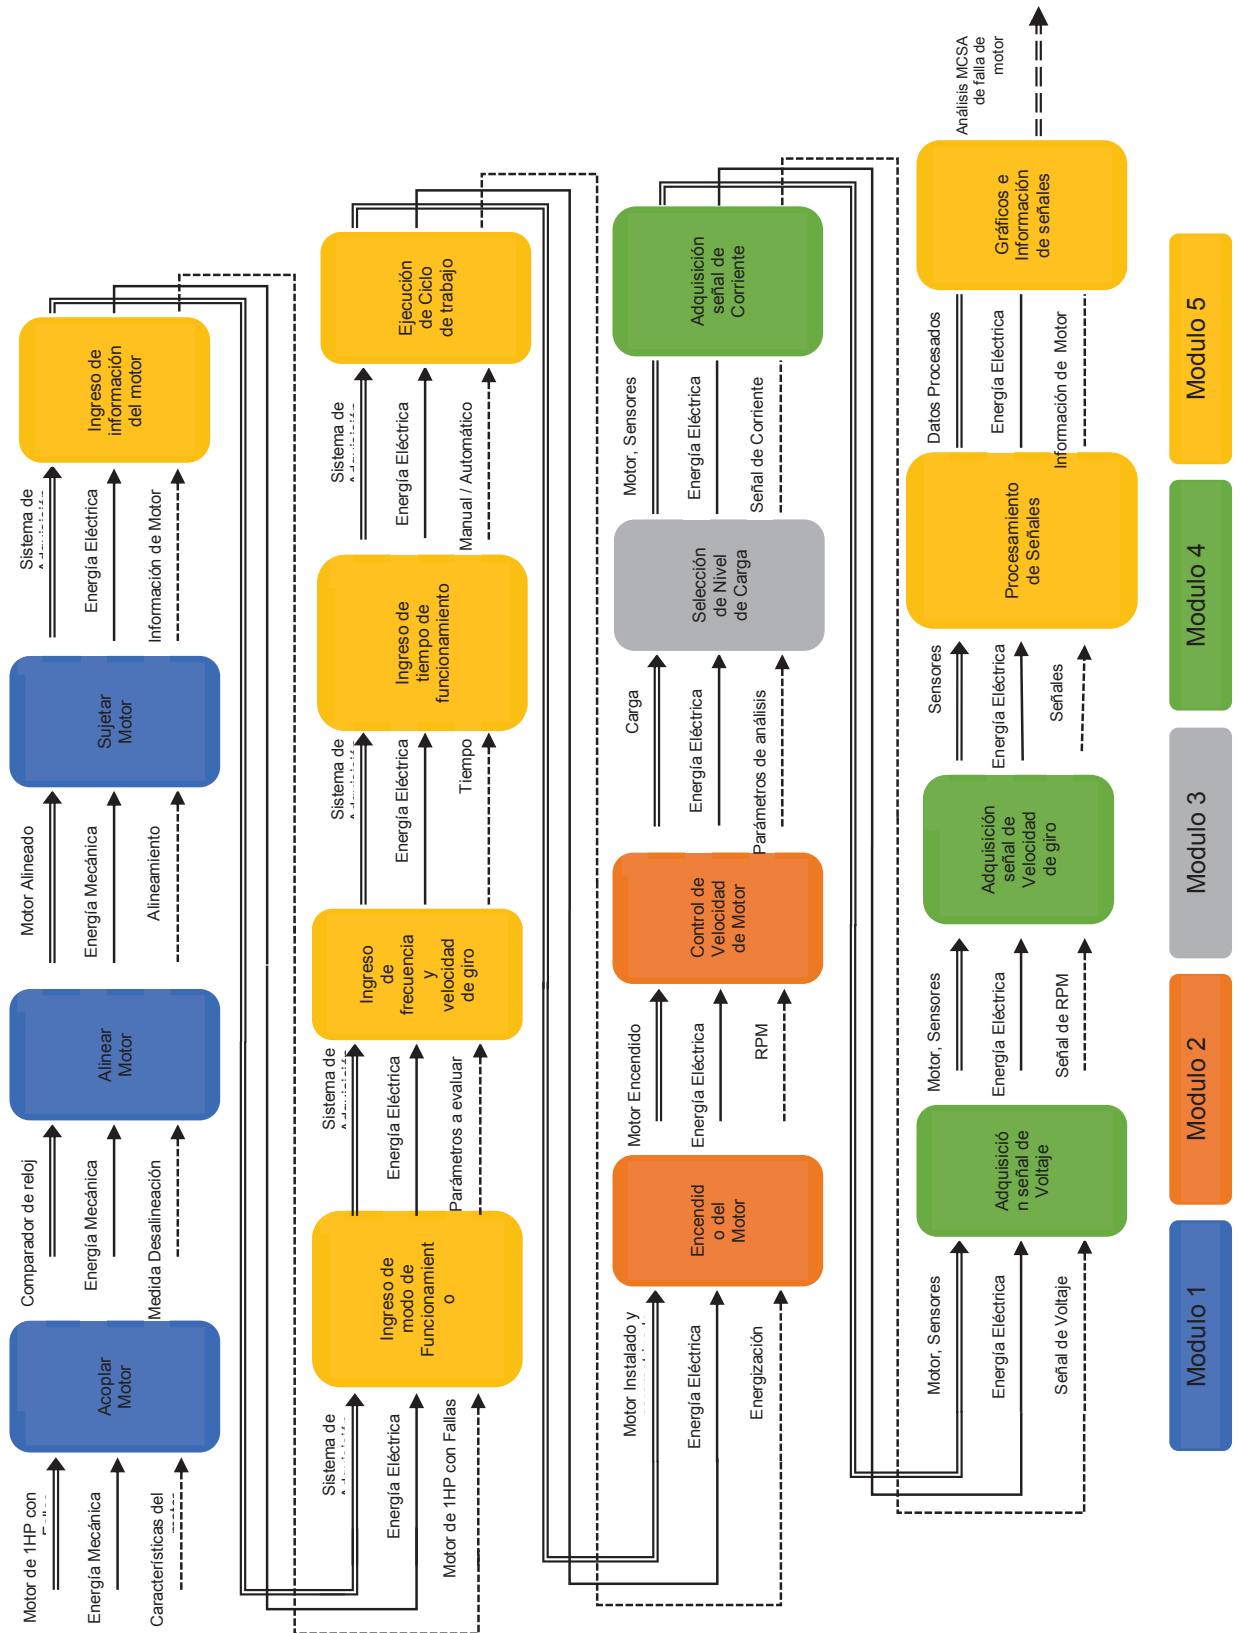 Motor de 1HP con
Energía Mecánica
Características del
Acoplar
Motor
Comparador de reloj
Energía Mecánica
Medida Desalineación
Alinear
Motor
Motor Alineado
Energía Mecánica
Alineamiento
Sujetar
Motor
Sistema de
Energía Eléctrica
Información de Motor
Ingreso de
información
del motor
Sistema de
Energía Eléctrica
Motor de 1HP con Fallas
Ingreso de
modo de
Funcionamient
o
Sistema de
Energía Eléctrica
Parámetros a evaluar
Ingreso
de
frecuencia
y
velocidad
de giro
Sistema de
Energía Eléctrica
Tiempo
Ingreso de
tiempo de
funcionamiento
Sistema de
Energía Eléctrica
Manual / Automático
Ejecución
de Ciclo
de trabajo
Motor Instalado y
Energía Eléctrica
Energización
Encendid
o del
Motor
Motor Encendido
Energía Eléctrica
RPM
Control de
Velocidad
de Motor
Carga
Energía Eléctrica
Parámetros de análisis
Selección
de Nivel
de Carga
Motor, Sensores
Energía Eléctrica
Señal de Corriente
Adquisición
señal de
Corriente
Motor, Sensores
Energía Eléctrica
Señal de Voltaje
Adquisició
n señal de
Voltaje
Motor, Sensores
Energía Eléctrica
Señal de RPM
Adquisición
señal de
Velocidad
de giro
Sensores
Energía Eléctrica
Señales
Procesamiento
de Señales
Datos Procesados
Energía Eléctrica
Información de Motor
Gráficos e
Información
de señales
Análisis MCSA
de falla de
motor
Modulo 1
Modulo 2
Modulo 3
Modulo 4
Modulo 5